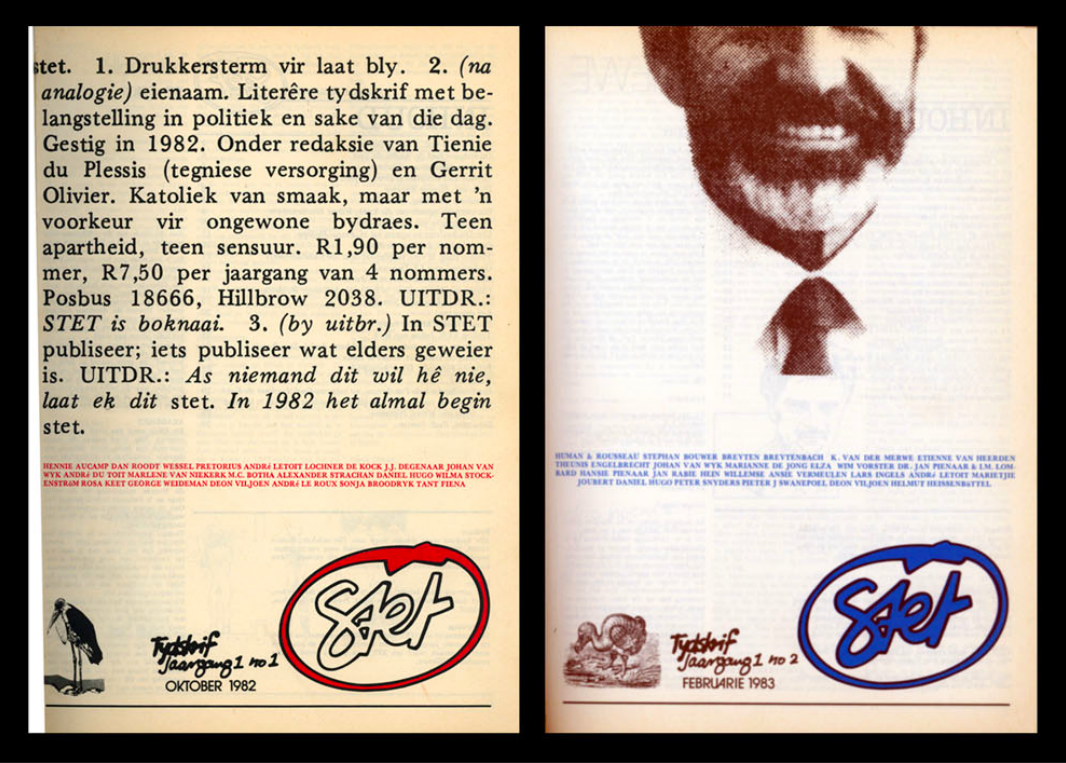 stet. 1. Drukkersterm vir laat bly. 2. (na
analogie) eienaam. Literêre tydskrif met be-
langstelling in politiek en sake van die dag.
Gestig in 1982. Onder redaksie van Tienie
du Plessis (tegniese versorging) en Gerrit
Olivier. Katoliek van smaak, maar met 'n
voorkeur vir ongewone bydraes. Teen
apartheid, teen sensuur. R1,90 per nom-
mer, R7,50 per jaargang van 4 nommers.
Posbus 18666, Hillbrow 2038. UITDR.:
STET is boknaai. 3. (by uitbr.) In STET
publiseer; iets publiseer wat elders geweier
is. UITDR.: As niemand dit wil hê nie,
laat ek dit stet. In 1982 het almal begin
stet.
HENNIE AUCAMP DAN ROODT WESSEL PRETORIUS ANDRé LETOIT LOCHNER DE KOCK J.J. DEGENAAR JOHAN VAN
WYK ANDRé DU TOIT MARLENE VAN NIEKERK M.C. BOTHA ALEXANDER STRACHAN DANIEL HUGO WILMA STOCK-
ENSTRöM ROSA KEET GEORGE WEIDEMAN DEON VILJOEN ANDRé LE ROUX SONJA BROODRYK TANT FIENA
Stet
Tydskrif
Jaargang 1 no 1
OKTOBER 1982
INHOUD
HUMAN & ROUSSEAU STEPHAN BOUWER BREYTEN BREYTENBACH K. VAN DER MERWE ETIENNE VAN HEERDEN
THEUNIS ENGELBRECHT JOHAN VAN WYK MARIANNE DE JONG ELZA WIM VORSTER DR. JAN PIENAAR & I.M. LOM-
BARD HANSIE PIENAAR JAN RABIE HEIN WILLEMSE ANSIE VERMEULEN LARS INGELS ANDRé LETOIT MARIETJIE
JOUBERT DANIEL HUGO PETER SNYDERS PIETER J SWANEPOEL DEON VILJOEN HELMUT HEISSENBüTTEL
Stet
Tydskrif
Jaargang 1 no 2
FEBRUARIE 1983